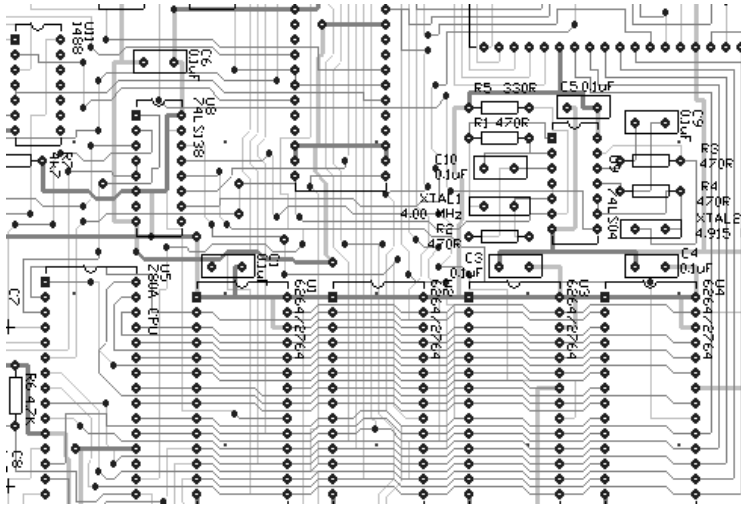 U11
1488
C6
0.1uF
U8
74LS138
R7
4K7
R5 330R
C5 0.1uF
R1 470R
C9
0.1uF
C10
0.1uF
R3
470R
U9
74LS04
R4
470R
XTAL1
4.00 MHz
XTAL2
4.915
R2
470R
C3
0.1uF
C4
0.1uF
C1
0.1uF
U5
Z80A CPU
C7
U1
6264/2764
6264/2764
U3
6264/2764
U4
6264/2764
R6 4.7K
C8